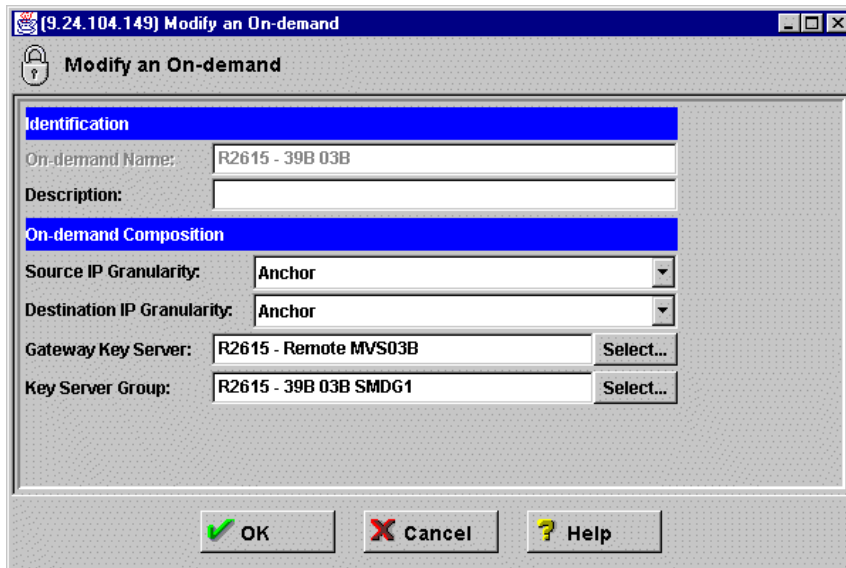 (9.24.104.149) Modify an On-demand
Modify an On-demand
Identification
On-demand Name: R2615 - 39B 03B
Description:
On-demand Composition
Source IP Granularity: Anchor
Destination IP Granularity: Anchor
Gateway Key Server: R2615 - Remote MVS03B Select...
Key Server Group: R2615 - 39B 03B SMDG1 Select...
OK Cancel ? Help